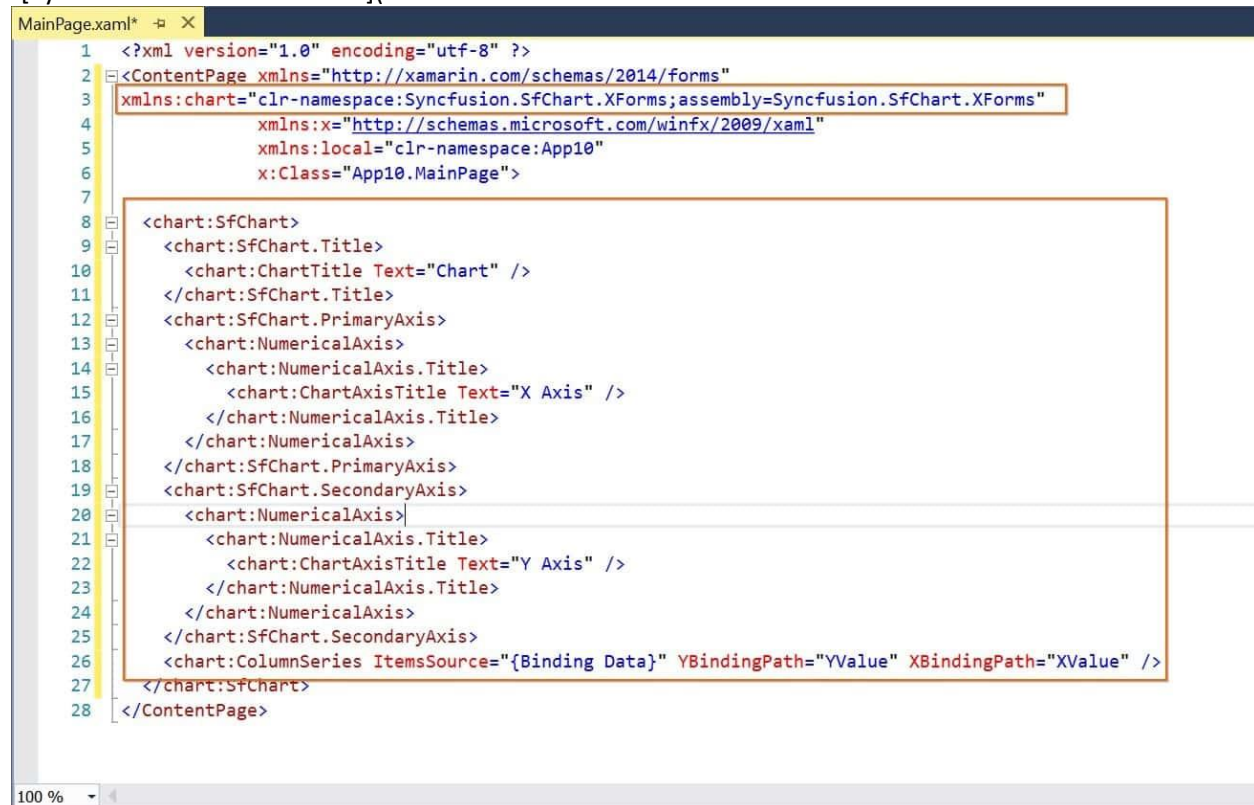 MainPage.xaml*
1 <?xml version="1.0" encoding="utf-8" ?>
2 <ContentPage xmlns="http://xamarin.com/schemas/2014/forms"
3 xmlns:chart="clr-namespace:Syncfusion.SfChart.XForms;assembly=Syncfusion.SfChart.XForms"
4 xmlns:x="http://schemas.microsoft.com/winfx/2009/xaml"
5 xmlns:local="clr-namespace:App10"
6 x:Class="App10.MainPage">
7
8 <chart:SfChart>
9 <chart:SfChart.Title>
10 <chart:ChartTitle Text="Chart" />
11 </chart:SfChart.Title>
12 <chart:SfChart.PrimaryAxis>
13 <chart:NumericalAxis>
14 <chart:NumericalAxis.Title>
15 <chart:ChartAxisTitle Text="X Axis" />
16 </chart:NumericalAxis.Title>
17 </chart:NumericalAxis>
18 </chart:SfChart.PrimaryAxis>
19 <chart:SfChart.SecondaryAxis>
20 <chart:NumericalAxis>
21 <chart:NumericalAxis.Title>
22 <chart:ChartAxisTitle Text="Y Axis" />
23 </chart:NumericalAxis.Title>
24 </chart:NumericalAxis>
25 </chart:SfChart.SecondaryAxis>
26 <chart:ColumnSeries ItemsSource="{Binding Data}" YBindingPath="YValue" XBindingPath="XValue" />
27 </chart:SfChart>
28 </ContentPage>
100 %